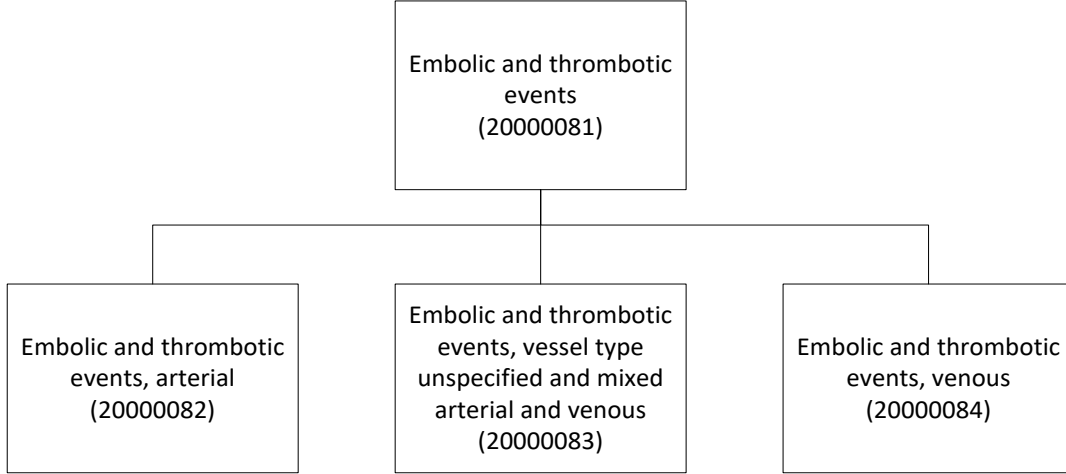 Embolic and thrombotic
events
(20000081)
Embolic and thrombotic
events, arterial
(20000082)
Embolic and thrombotic
events, vessel type
unspecified and mixed
arterial and venous
(20000083)
Embolic and thrombotic
events, venous
(20000084)